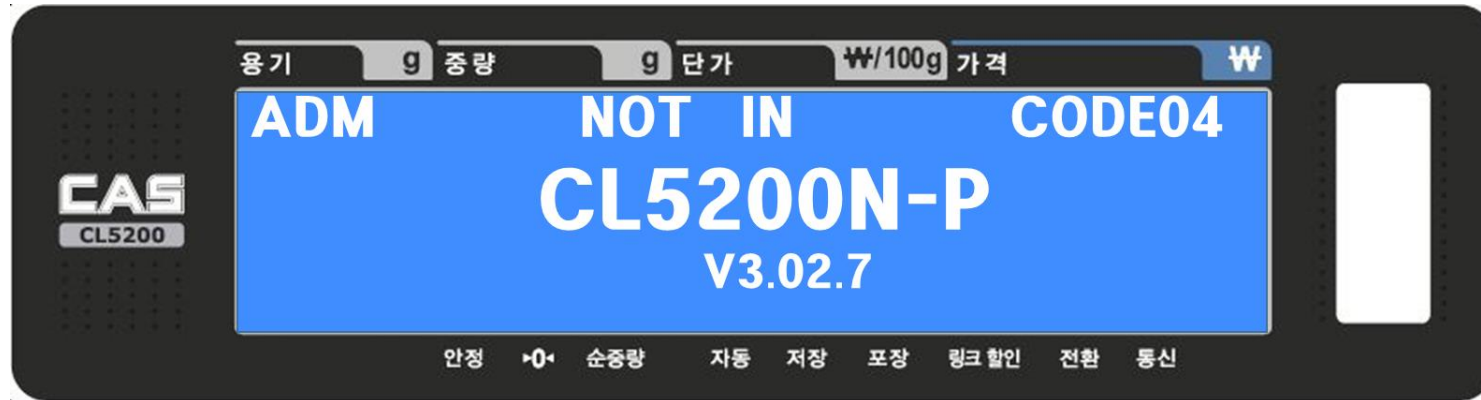 용기 g 중량 g 단가 ₩/100g 가격 ₩
ADM NOT IN CODE04
CL5200N-P
V3.02.7
CAS
CL5200
안정 ▸0◂ 순중량 자동 저장 포장 링크 할인 전환 통신